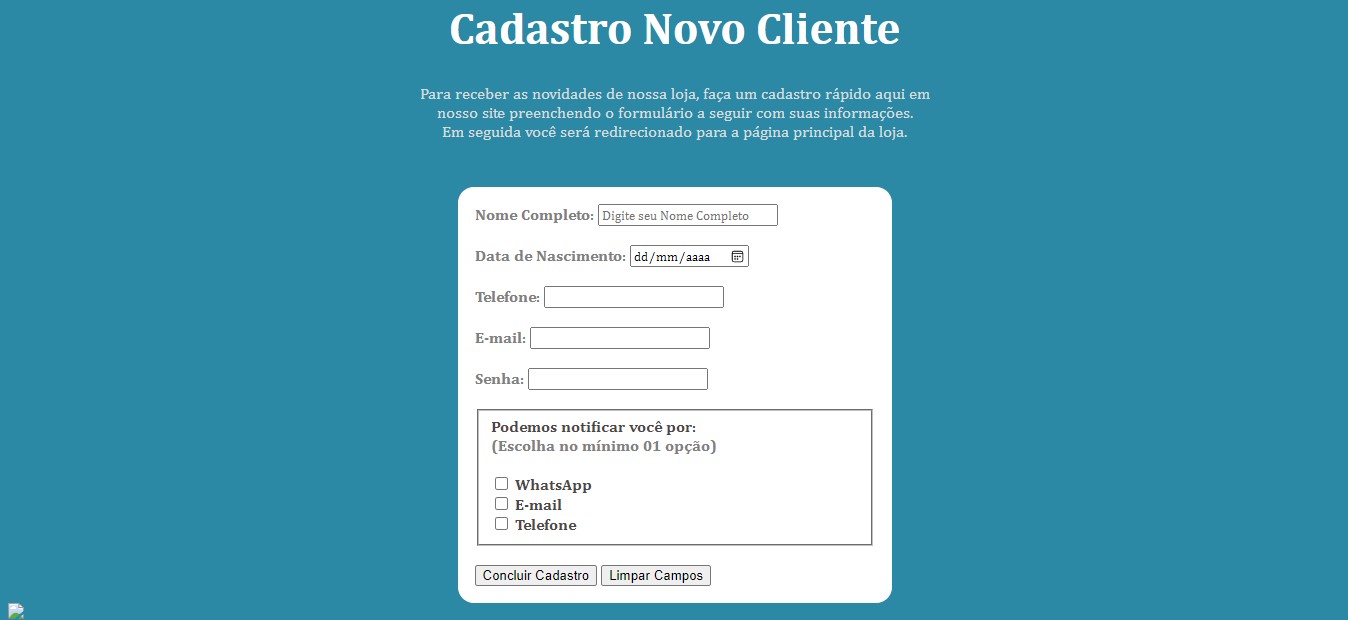 Cadastro Novo Cliente
Para receber as novidades de nossa loja, faça um cadastro rápido aqui em
nosso site preenchendo o formulário a seguir com suas informações.
Em seguida você será redirecionado para a página principal da loja.
Nome Completo: Digite seu Nome Completo
Data de Nascimento: dd/mm/aaaa
Telefone:
E-mail:
Senha:
Podemos notificar você por:
(Escolha no mínimo 01 opção)
WhatsApp
E-mail
Telefone
Concluir Cadastro Limpar Campos